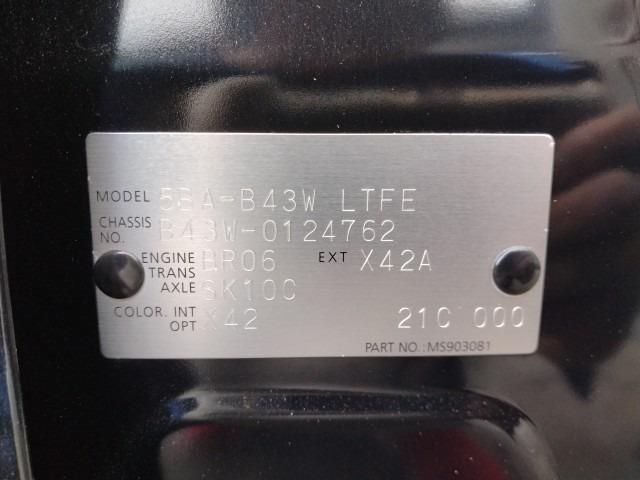 MODEL 5BA-B43W LTFE
CHASSIS NO. B43W-0124762
ENGINE BR06 EXT X42A
TRANS AXLE SK10C
COLOR. INT X42 21C 000
OPT
PART NO.:MS903081